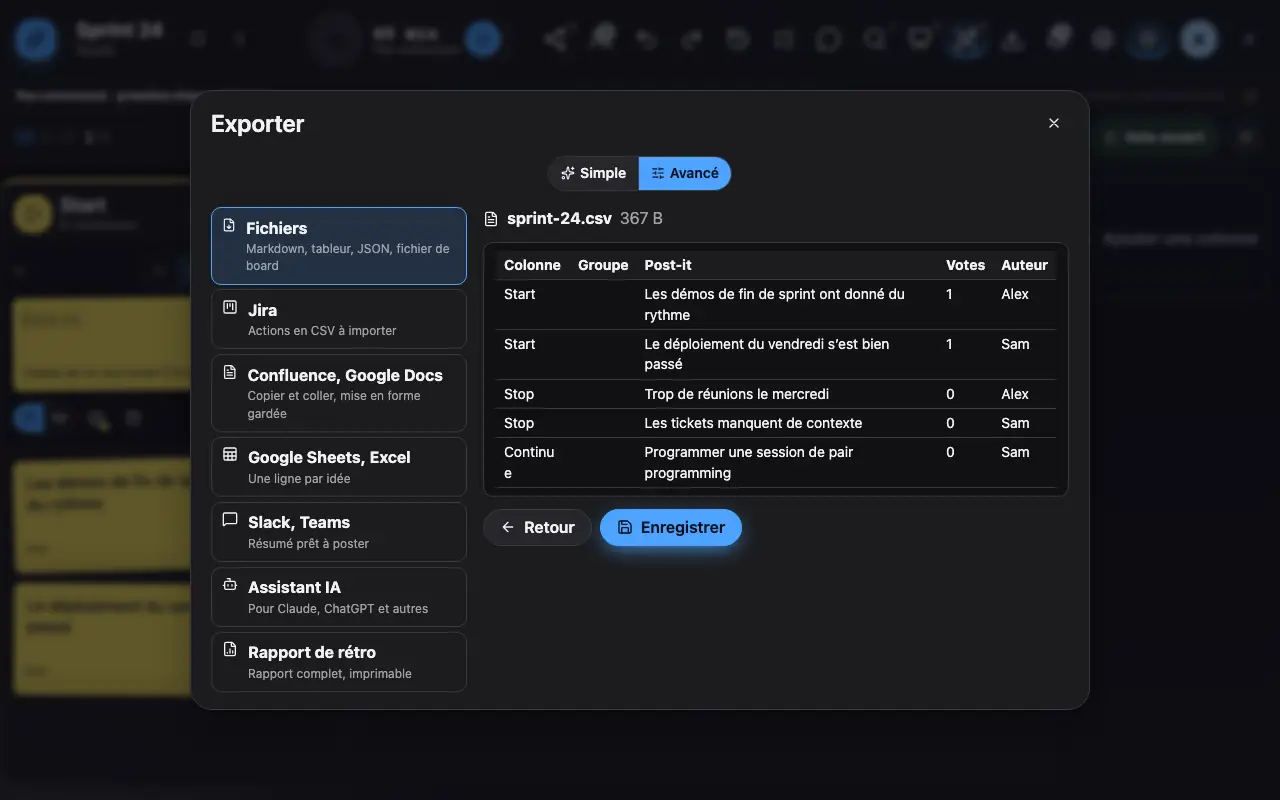 Sprint 24
Exporter
Simple
Avancé
Fichiers
Markdown, tableur, JSON, fichier de
board
Jira
Actions en CSV à importer
Confluence, Google Docs
Copier et coller, mise en forme
gardée
Google Sheets, Excel
Une ligne par idée
Slack, Teams
Résumé prêt à poster
Assistant IA
Pour Claude, ChatGPT et autres
Rapport de rétro
Rapport complet, imprimable
sprint-24.csv 367 B
Colonne Groupe Post-it Votes Auteur
Start Les démos de fin de sprint ont donné du 1 Alex
rythme
Start Le déploiement du vendredi s’est bien 1 Sam
passé
Stop Trop de réunions le mercredi 0 Alex
Stop Les tickets manquent de contexte 0 Sam
Continu Programmer une session de pair 0 Sam
e programming
Retour
Enregistrer
Start